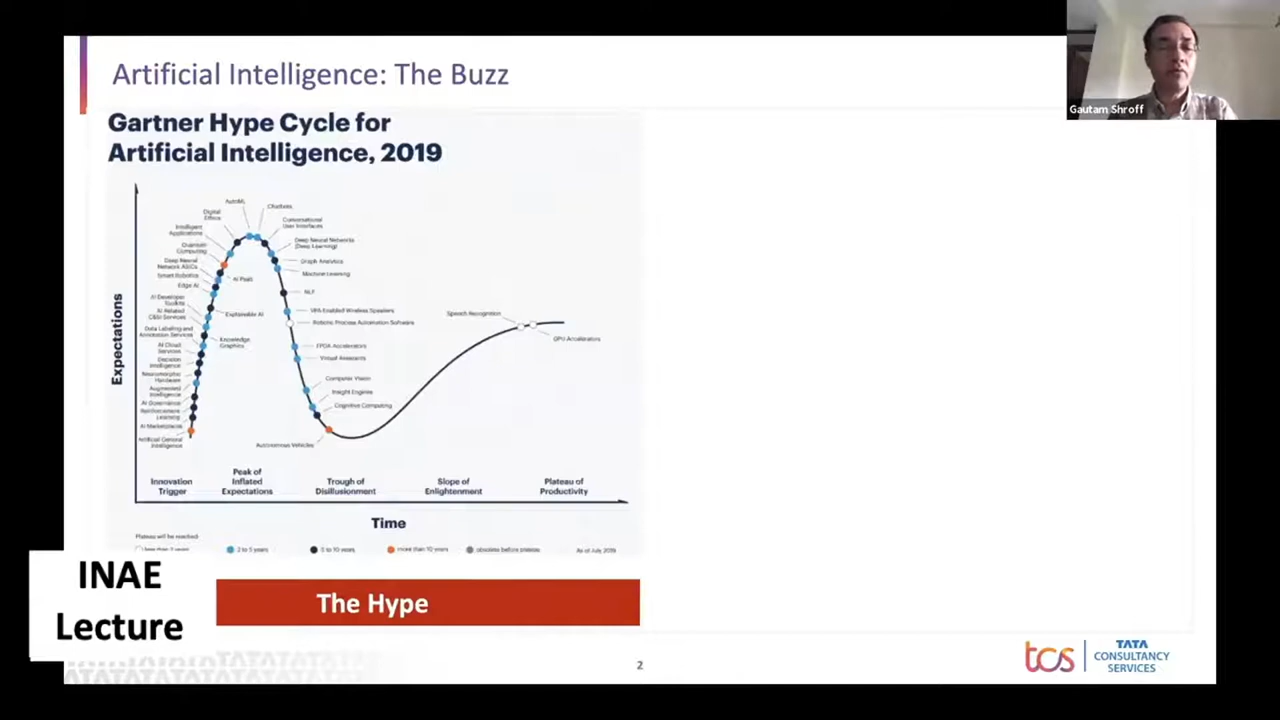 Artificial Intelligence: The Buzz
Gautam Shroff
Gartner Hype Cycle for
Artificial Intelligence, 2019
Expectations
AutoML
Chatbots
Digital
Ethics
Conversational
User Interfaces
Intelligent
Applications
Deep Neural Networks
(Deep Learning)
Quantum
Computing
Graph Analytics
Deep Neural
Network ASICs
Machine Learning
Smart Robotics
AI PaaS
Edge AI
NLP
AI Developer
Toolkits
VPA-Enabled Wireless Speakers
AI Related
C&SI Services
Explainable AI
Robotic Process Automation Software
Speech Recognition
Data Labeling and
Annotation Services
Knowledge
Graphics
GPU Accelerators
AI Cloud
Services
FPGA Accelerators
Decision
Intelligence
Virtual Assistants
Neuromorphic
Hardware
Computer Vision
Augmented
Intelligence
Insight Engines
AI Governance
Cognitive Computing
Reinforcement
Learning
AI Marketplaces
Artificial General
Intelligence
Autonomous Vehicles
Innovation
Trigger
Peak of
Inflated
Expectations
Trough of
Disillusionment
Slope of
Enlightenment
Plateau of
Productivity
Time
Plateau will be reached:
less than 2 years
2 to 5 years
5 to 10 years
more than 10 years
obsolete before plateau
As of July 2019
INAE
Lecture
The Hype
2
tcs
TATA
CONSULTANCY
SERVICES